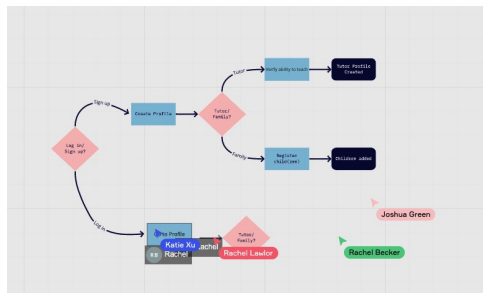 Tutor
Verify ability to teach
Tutor Profile
Created
Sign up
Create Profile
Tutor/
Family?
Log in/
Sign up?
Family
Register
child(ren)
Children added
Joshua Green
Log in
Profile
Tutor/
Family?
Katie Xu
Rachel
Rachel Lawlor
Rachel Becker